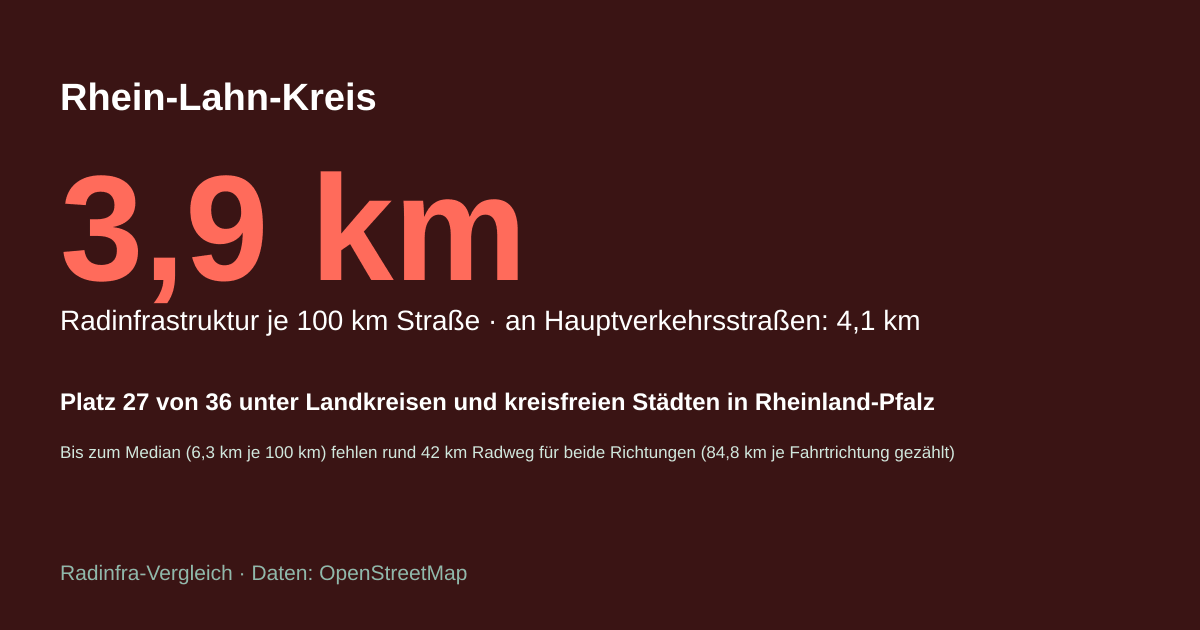 Rhein-Lahn-Kreis
3,9 km
Radinfrastruktur je 100 km Straße · an Hauptverkehrsstraßen: 4,1 km
Platz 27 von 36 unter Landkreisen und kreisfreien Städten in Rheinland-Pfalz
Bis zum Median (6,3 km je 100 km) fehlen rund 42 km Radweg für beide Richtungen (84,8 km je Fahrtrichtung gezählt)
Radinfra-Vergleich · Daten: OpenStreetMap